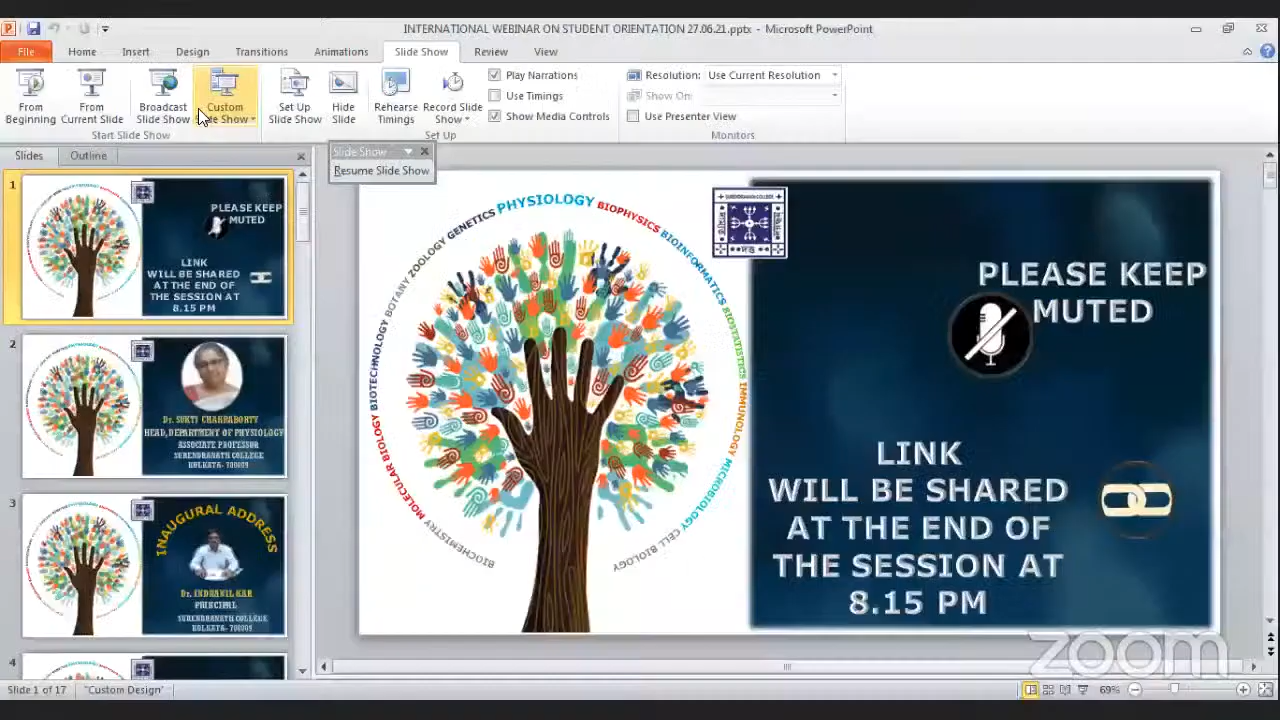 INTERNATIONAL WEBINAR ON STUDENT ORIENTATION 27.06.21.pptx - Microsoft PowerPoint
File Home Insert Design Transitions Animations Slide Show Review View
From Beginning
From Current Slide
Broadcast Slide Show
Custom Slide Show
Start Slide Show
Set Up Slide Show
Hide Slide
Rehearse Timings
Record Slide Show
Play Narrations
Use Timings
Show Media Controls
Set Up
Resolution: Use Current Resolution
Show On:
Use Presenter View
Monitors
Slides Outline
Slide Show
Resume Slide Show
1
PLEASE KEEP
MUTED
LINK
WILL BE SHARED
AT THE END OF
THE SESSION AT
8.15 PM
2
Dr. SUKTI CHAKRABORTY
HEAD, DEPARTMENT OF PHYSIOLOGY
ASSOCIATE PROFESSOR
SURENDRANATH COLLEGE
KOLKATA- 700009
3
INAUGURAL ADDRESS
Dr. INDRANIL KAR
PRINCIPAL
SURENDRANATH COLLEGE
KOLKATA- 700009
4
BIOCHEMISTRY MOLECULAR BIOLOGY BIOTECHNOLOGY BOTANY ZOOLOGY GENETICS PHYSIOLOGY BIOPHYSICS BIOINFORMATICS BIOSTATISTICS IMMUNOLOGY MICROBIOLOGY CELL BIOLOGY
SURENDRANATH COLLEGE
PLEASE KEEP
MUTED
LINK
WILL BE SHARED
AT THE END OF
THE SESSION AT
8.15 PM
zoom
Slide 1 of 17 "Custom Design" 69%